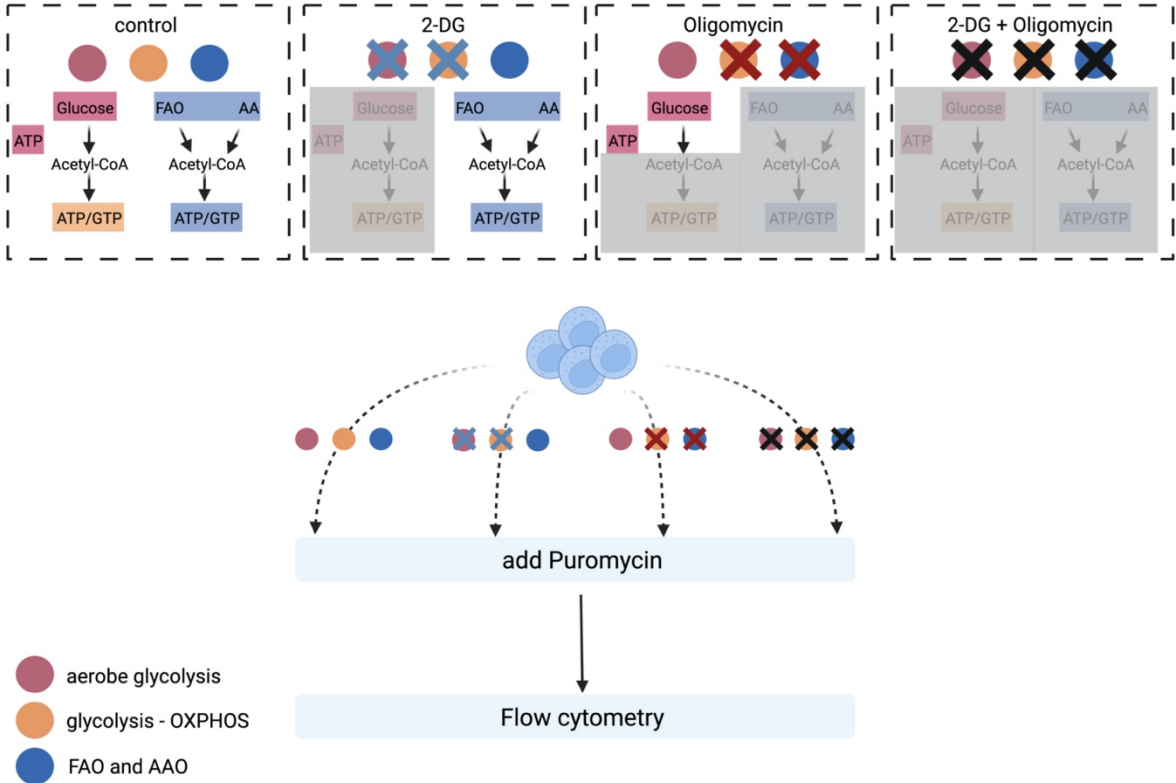 control
Glucose
FAO AA
ATP
Acetyl-CoA Acetyl-CoA
ATP/GTP ATP/GTP
2-DG
Glucose
FAO AA
ATP
Acetyl-CoA Acetyl-CoA
ATP/GTP ATP/GTP
Oligomycin
Glucose
FAO AA
ATP
Acetyl-CoA Acetyl-CoA
ATP/GTP ATP/GTP
2-DG + Oligomycin
Glucose
FAO AA
ATP
Acetyl-CoA Acetyl-CoA
ATP/GTP ATP/GTP
add Puromycin
Flow cytometry
aerobe glycolysis
glycolysis - OXPHOS
FAO and AAO